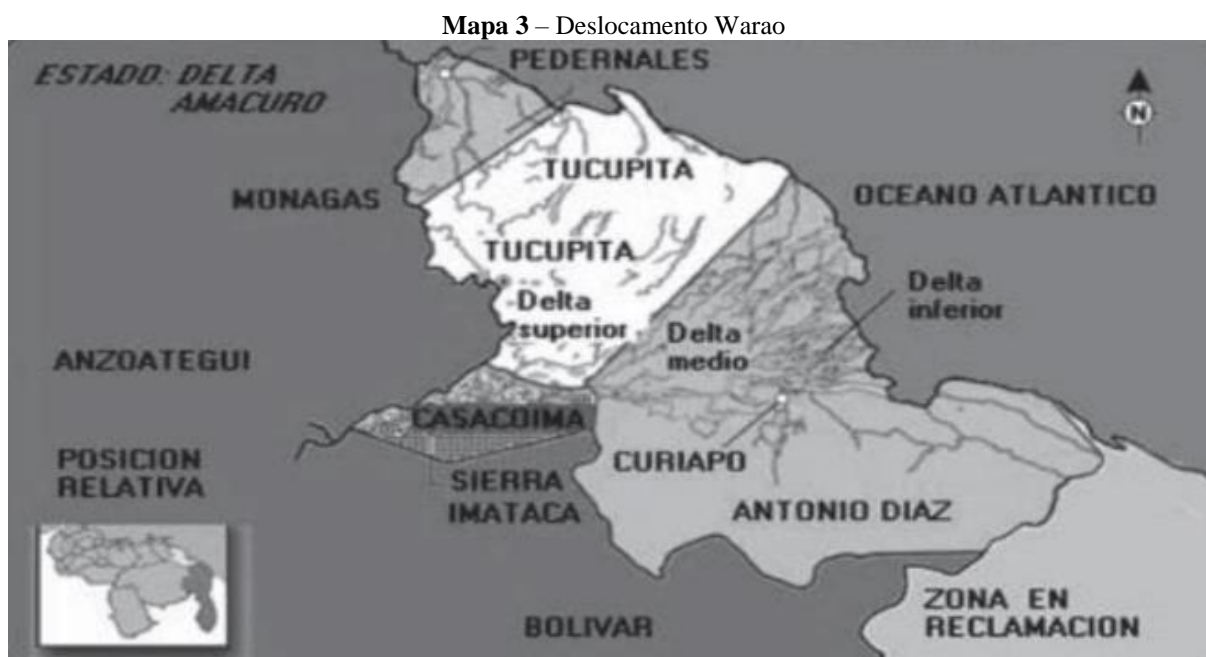 Mapa 3 – Deslocamento Warao
ESTADO: DELTA
AMACURO
PEDERNALES
N
TUCUPITA
MONAGAS
OCEANO ATLANTICO
TUCUPITA
Delta
superior
Delta
inferior
Delta
medio
ANZOATEGUI
CASACOIMA
POSICION
RELATIVA
CURIAPO
SIERRA
IMATACA
ANTONIO DIAZ
ZONA EN
RECLAMACION
BOLIVAR